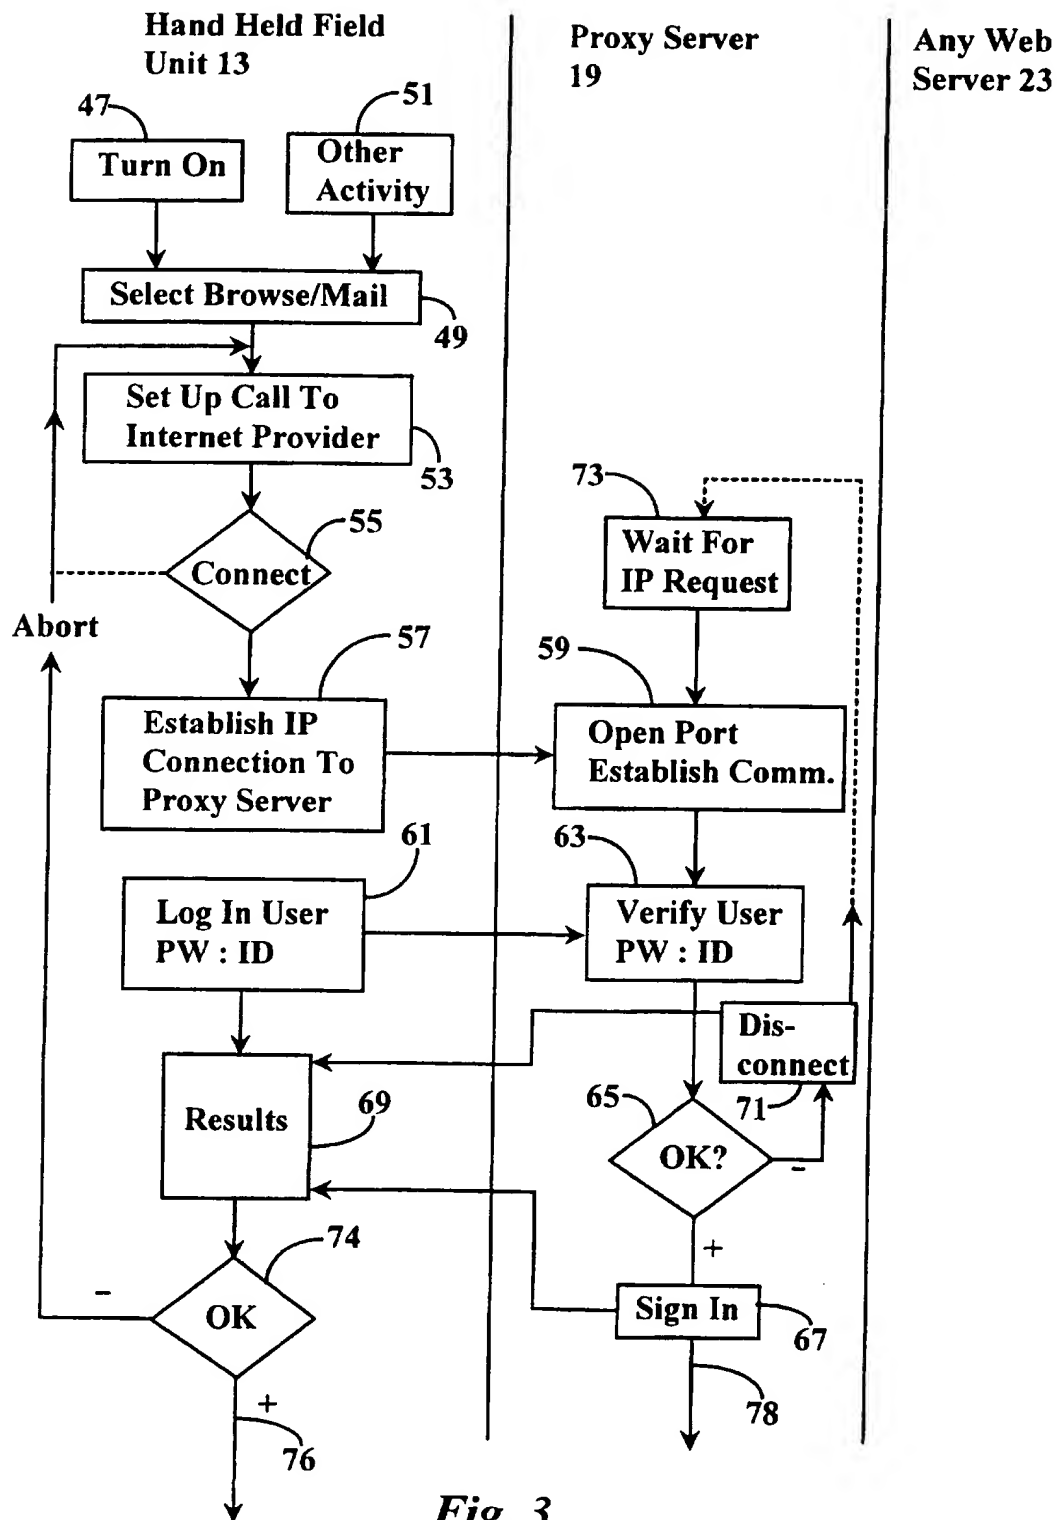 Hand Held Field
Unit 13
Proxy Server
19
Any Web
Server 23
47
51
Turn On
Other
Activity
Select Browse/Mail
49
Set Up Call To
Internet Provider
53
73
55
Wait For
IP Request
Connect
Abort
57
59
Establish IP
Connection To
Proxy Server
Open Port
Establish Comm.
61
63
Log In User
PW : ID
Verify User
PW : ID
Dis-
connect
71
Results
69
65
OK?
-
+
74
-
OK
Sign In
67
+
76
78
Fig. 3